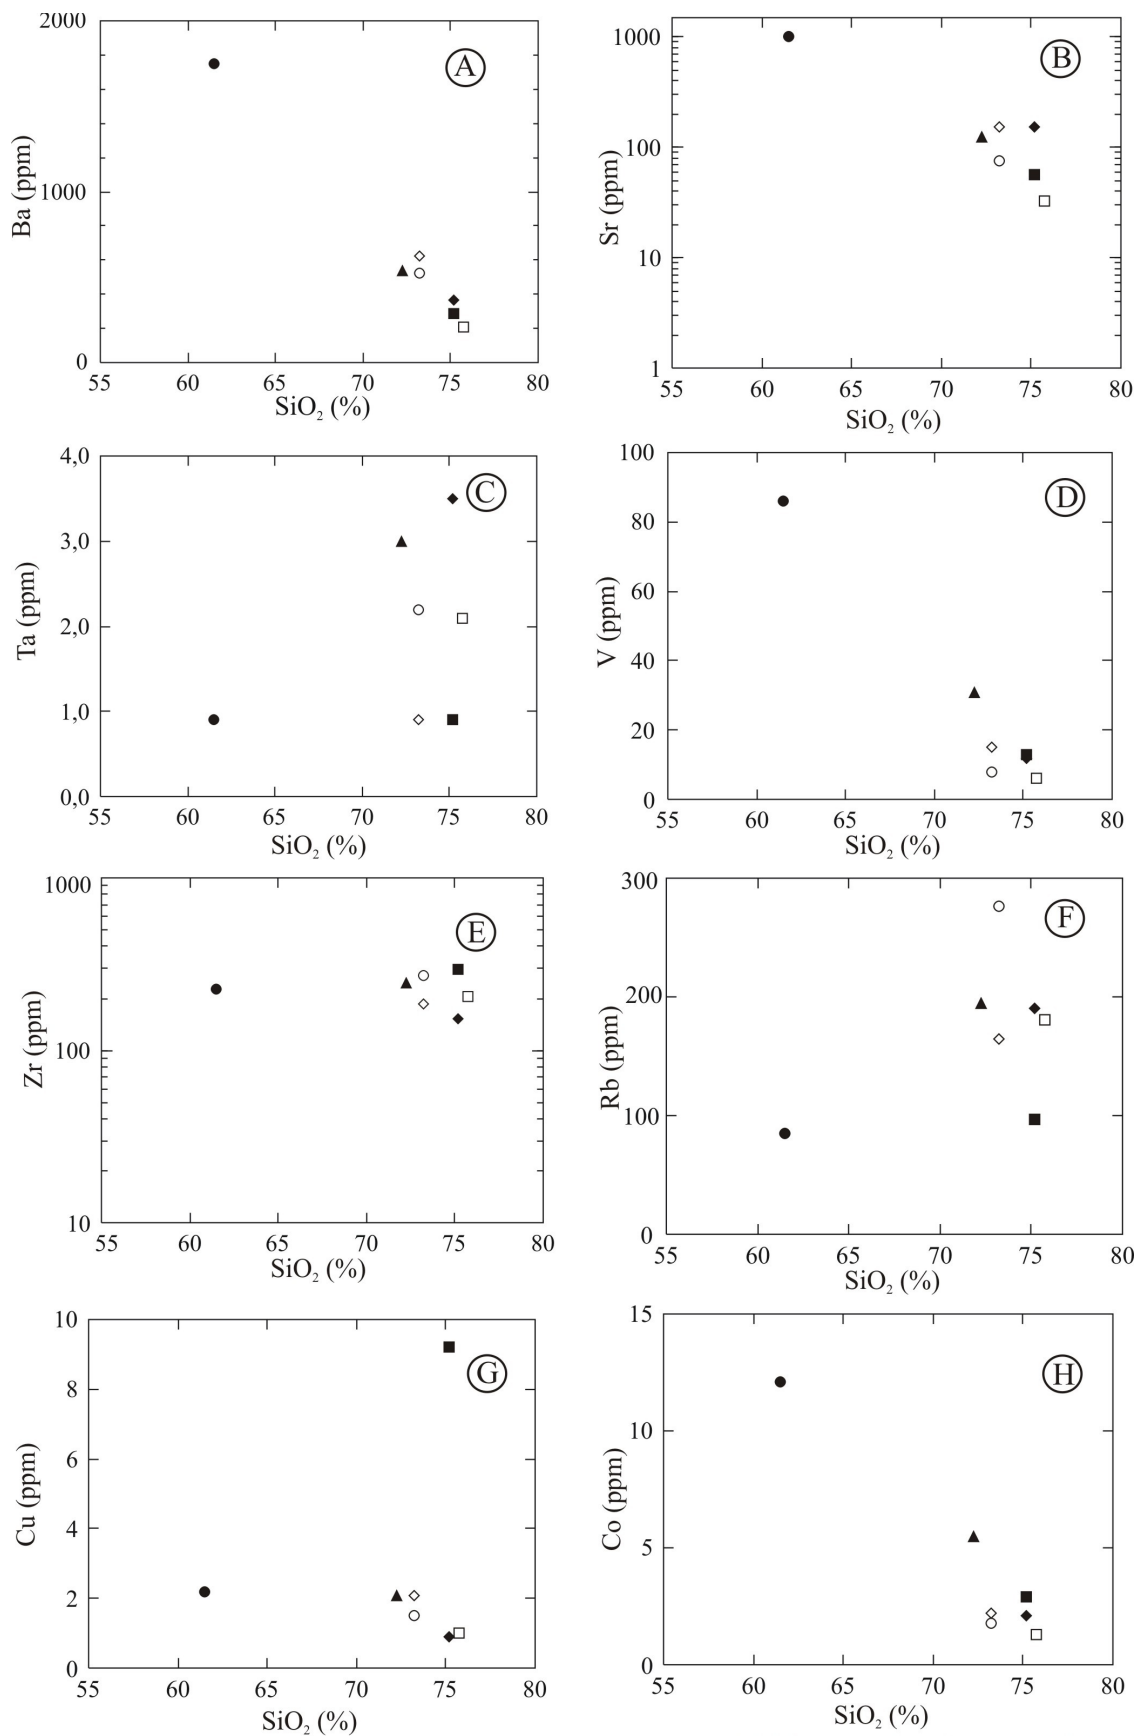 2000
1000
0
Ba (ppm)
A
55 60 65 70 75 80
SiO₂ (%)
1000
100
10
1
Sr (ppm)
B
55 60 65 70 75 80
SiO₂ (%)
4,0
3,0
2,0
1,0
0,0
Ta (ppm)
C
55 60 65 70 75 80
SiO₂ (%)
100
80
60
40
20
0
V (ppm)
D
55 60 65 70 75 80
SiO₂ (%)
1000
100
10
Zr (ppm)
E
55 60 65 70 75 80
SiO₂ (%)
300
200
100
0
Rb (ppm)
F
55 60 65 70 75 80
SiO₂ (%)
10
8
6
4
2
0
Cu (ppm)
G
55 60 65 70 75 80
SiO₂ (%)
15
10
5
0
Co (ppm)
H
55 60 65 70 75 80
SiO₂ (%)